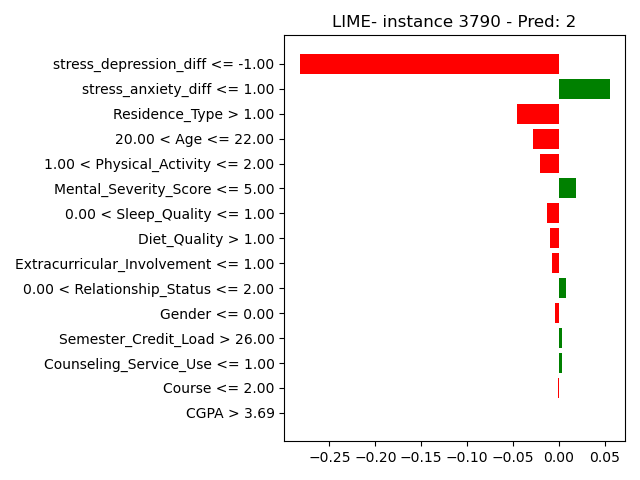 LIME- instance 3790 - Pred: 2
stress_depression_diff <= -1.00
stress_anxiety_diff <= 1.00
Residence_Type > 1.00
20.00 < Age <= 22.00
1.00 < Physical_Activity <= 2.00
Mental_Severity_Score <= 5.00
0.00 < Sleep_Quality <= 1.00
Diet_Quality > 1.00
Extracurricular_Involvement <= 1.00
0.00 < Relationship_Status <= 2.00
Gender <= 0.00
Semester_Credit_Load > 26.00
Counseling_Service_Use <= 1.00
Course <= 2.00
CGPA > 3.69
−0.25 −0.20 −0.15 −0.10 −0.05 0.00 0.05